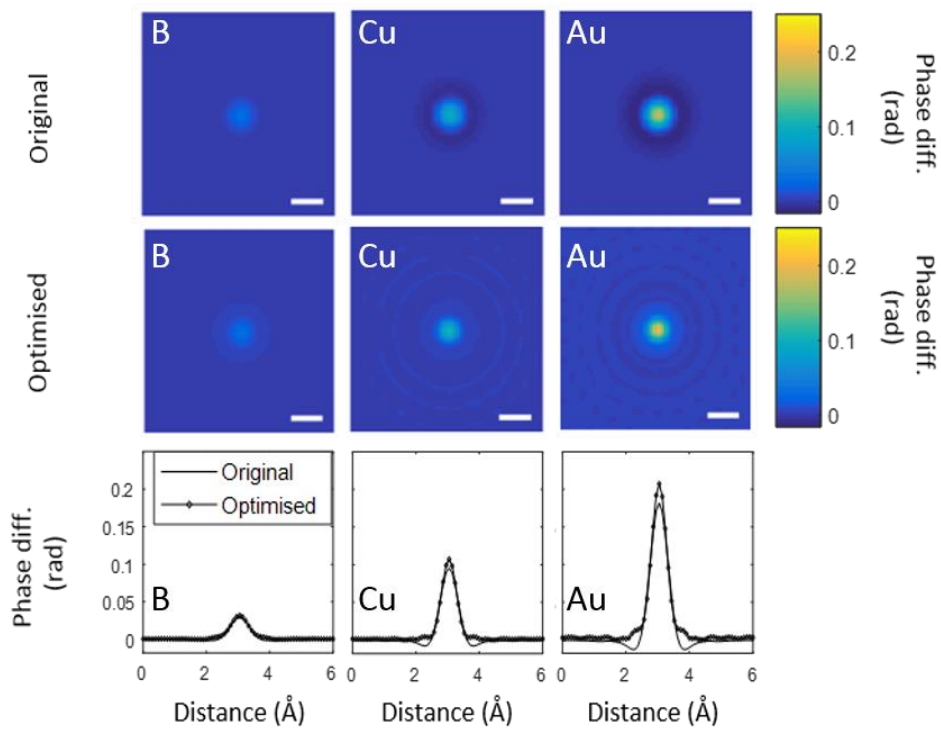 B
Cu
Au
Original
0.2
0.1
0
Phase diff.
(rad)
B
Cu
Au
Optimised
0.2
0.1
0
Phase diff.
(rad)
Original
Optimised
Phase diff.
(rad)
0.2
0.15
0.1
0.05
0
B
Cu
Au
0 2 4 6
0 2 4 6
0 2 4 6
Distance (Å)
Distance (Å)
Distance (Å)